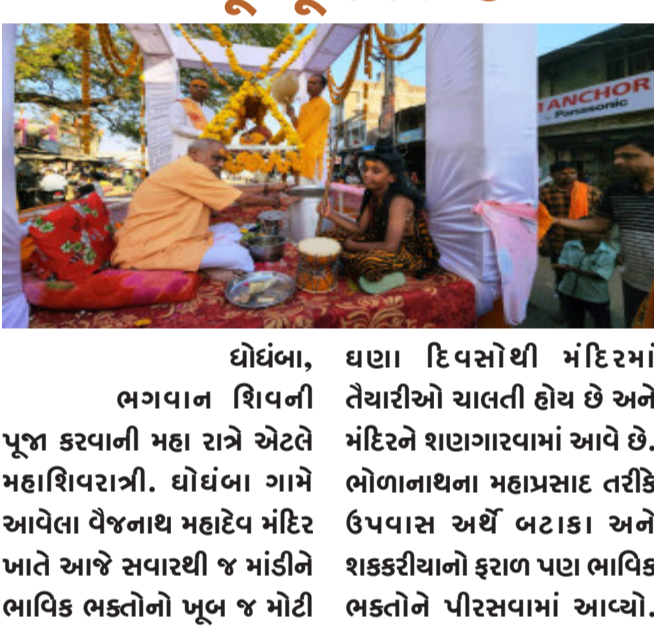 ANCHOR
by Panasonic
ઘોઘંબા,
ભગવાન શિવની
પૂજા કરવાની મહા રાત્રે એટલે
મહાશિવરાત્રી. ઘોઘંબા ગામે
આવેલા વૈજનાથ મહાદેવ મંદિર
ખાતે આજે સવારથી જ માંડીને
ભાવિક ભક્તોનો ખૂબ જ મોટી
ઘણા દિવસોથી મંદિરમાં
તૈયારીઓ ચાલતી હોય છે અને
મંદિરને શણગારવામાં આવે છે.
ભોળાનાથના મહાપ્રસાદ તરીકે
ઉપવાસ અર્થે બટાકા અને
શકકરીયાનો ફરાળ પણ ભાવિક
ભક્તોને પીરસવામાં આવ્યો.